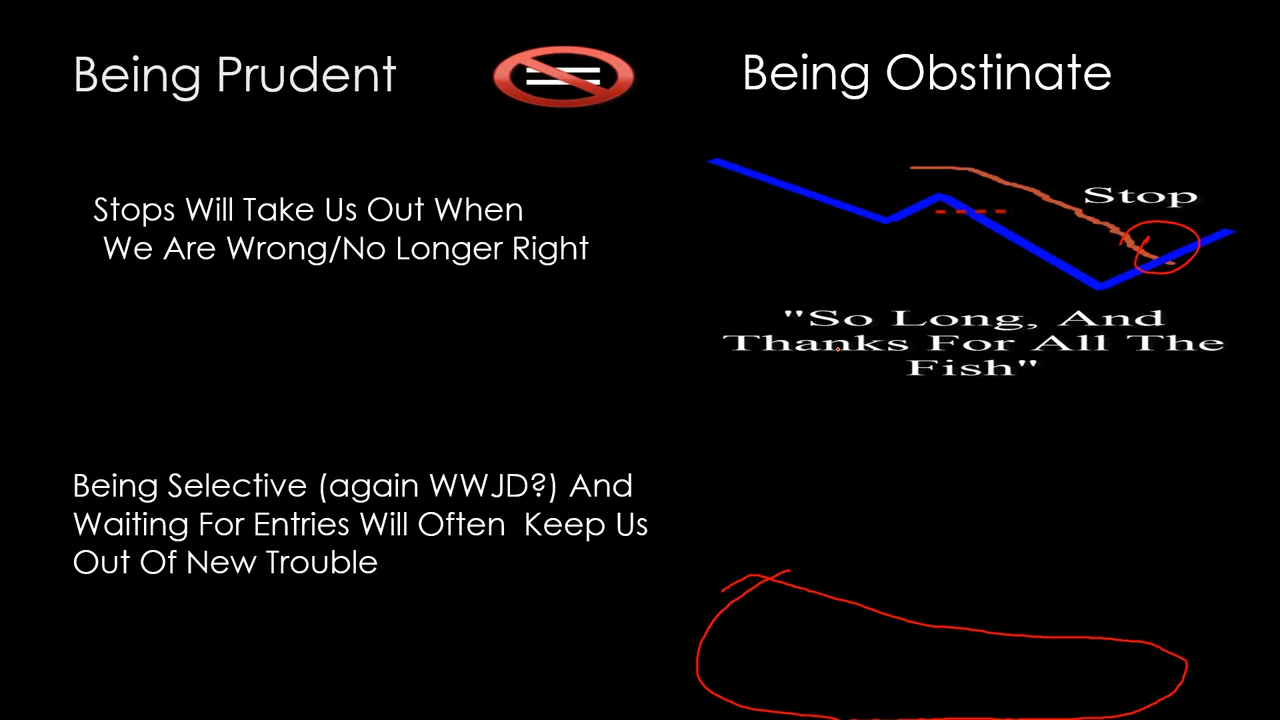 Being Prudent
Being Obstinate
Stops Will Take Us Out When
We Are Wrong/No Longer Right
Stop
"So Long, And
Thanks For All The
Fish"
Being Selective (again WWJD?) And
Waiting For Entries Will Often  Keep Us
Out Of New Trouble